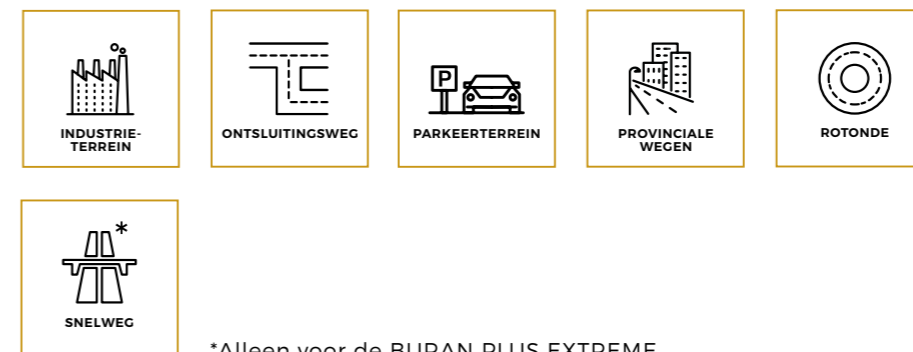 INDUSTRIE-
TERREIN
ONTSLUITINGSWEG
P
PARKEERTERREIN
PROVINCIALE
WEGEN
ROTONDE
*
SNELWEG
*Alleen voor de BURAN PLUS EXTREME